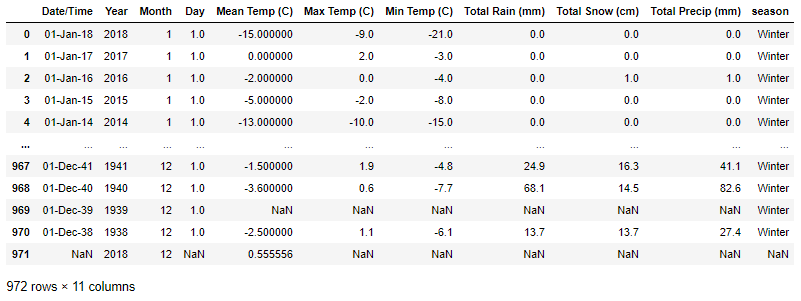 Date/Time Year Month Day Mean Temp (C) Max Temp (C) Min Temp (C) Total Rain (mm) Total Snow (cm) Total Precip (mm) season
0 01-Jan-18 2018 1 1.0 -15.000000 -9.0 -21.0 0.0 0.0 0.0 Winter
1 01-Jan-17 2017 1 1.0 0.000000 2.0 -3.0 0.0 0.0 0.0 Winter
2 01-Jan-16 2016 1 1.0 -2.000000 0.0 -4.0 0.0 1.0 1.0 Winter
3 01-Jan-15 2015 1 1.0 -5.000000 -2.0 -8.0 0.0 0.0 0.0 Winter
4 01-Jan-14 2014 1 1.0 -13.000000 -10.0 -15.0 0.0 0.0 0.0 Winter
... ... ... ... ... ... ... ... ... ... ... ...
967 01-Dec-41 1941 12 1.0 -1.500000 1.9 -4.8 24.9 16.3 41.1 Winter
968 01-Dec-40 1940 12 1.0 -3.600000 0.6 -7.7 68.1 14.5 82.6 Winter
969 01-Dec-39 1939 12 1.0 NaN NaN NaN NaN NaN NaN Winter
970 01-Dec-38 1938 12 1.0 -2.500000 1.1 -6.1 13.7 13.7 27.4 Winter
971 NaN 2018 12 NaN 0.555556 NaN NaN NaN NaN NaN NaN
972 rows × 11 columns